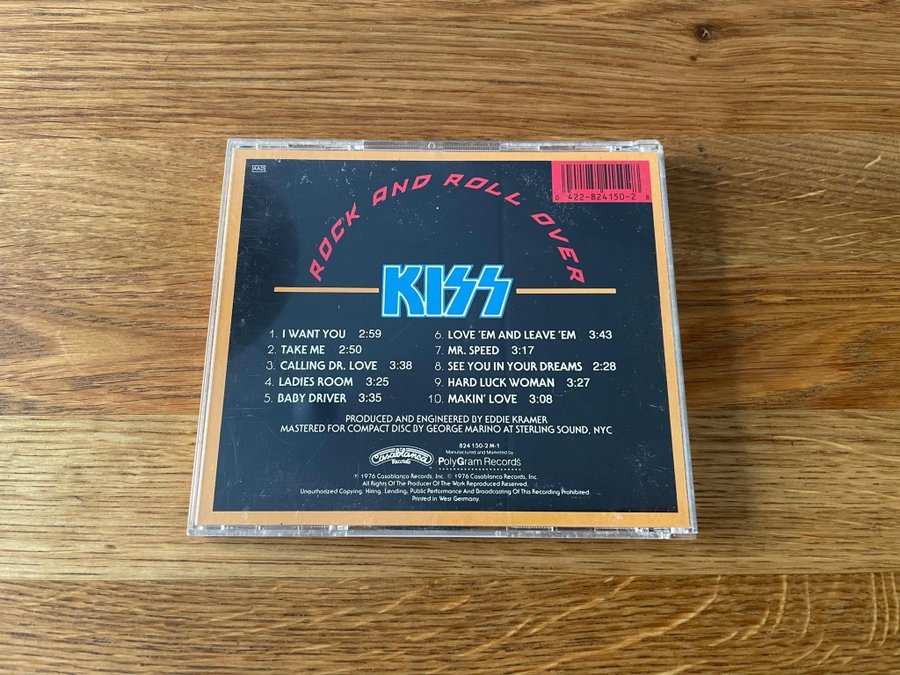 AAD
ROCK AND ROLL OVER
0 422-824150-2 8
KISS
1. I WANT YOU 2:59
2. TAKE ME 2:50
3. CALLING DR. LOVE 3:38
4. LADIES ROOM 3:25
5. BABY DRIVER 3:35
6. LOVE 'EM AND LEAVE 'EM 3:43
7. MR. SPEED 3:17
8. SEE YOU IN YOUR DREAMS 2:28
9. HARD LUCK WOMAN 3:27
10. MAKIN' LOVE 3:08
PRODUCED AND ENGINEERED BY EDDIE KRAMER
MASTERED FOR COMPACT DISC BY GEORGE MARINO AT STERLING SOUND, NYC
Casablanca
Records
824 150-2 M-1
Manufactured and Marketed by
PolyGram Records
℗ 1976 Casablanca Records, Inc. © 1976 Casablanca Records, Inc.
All Rights Of The Producer Of The Work Reproduced Reserved.
Unauthorized Copying, Hiring, Lending, Public Performance And Broadcasting Of This Recording Prohibited.
Printed in West Germany.